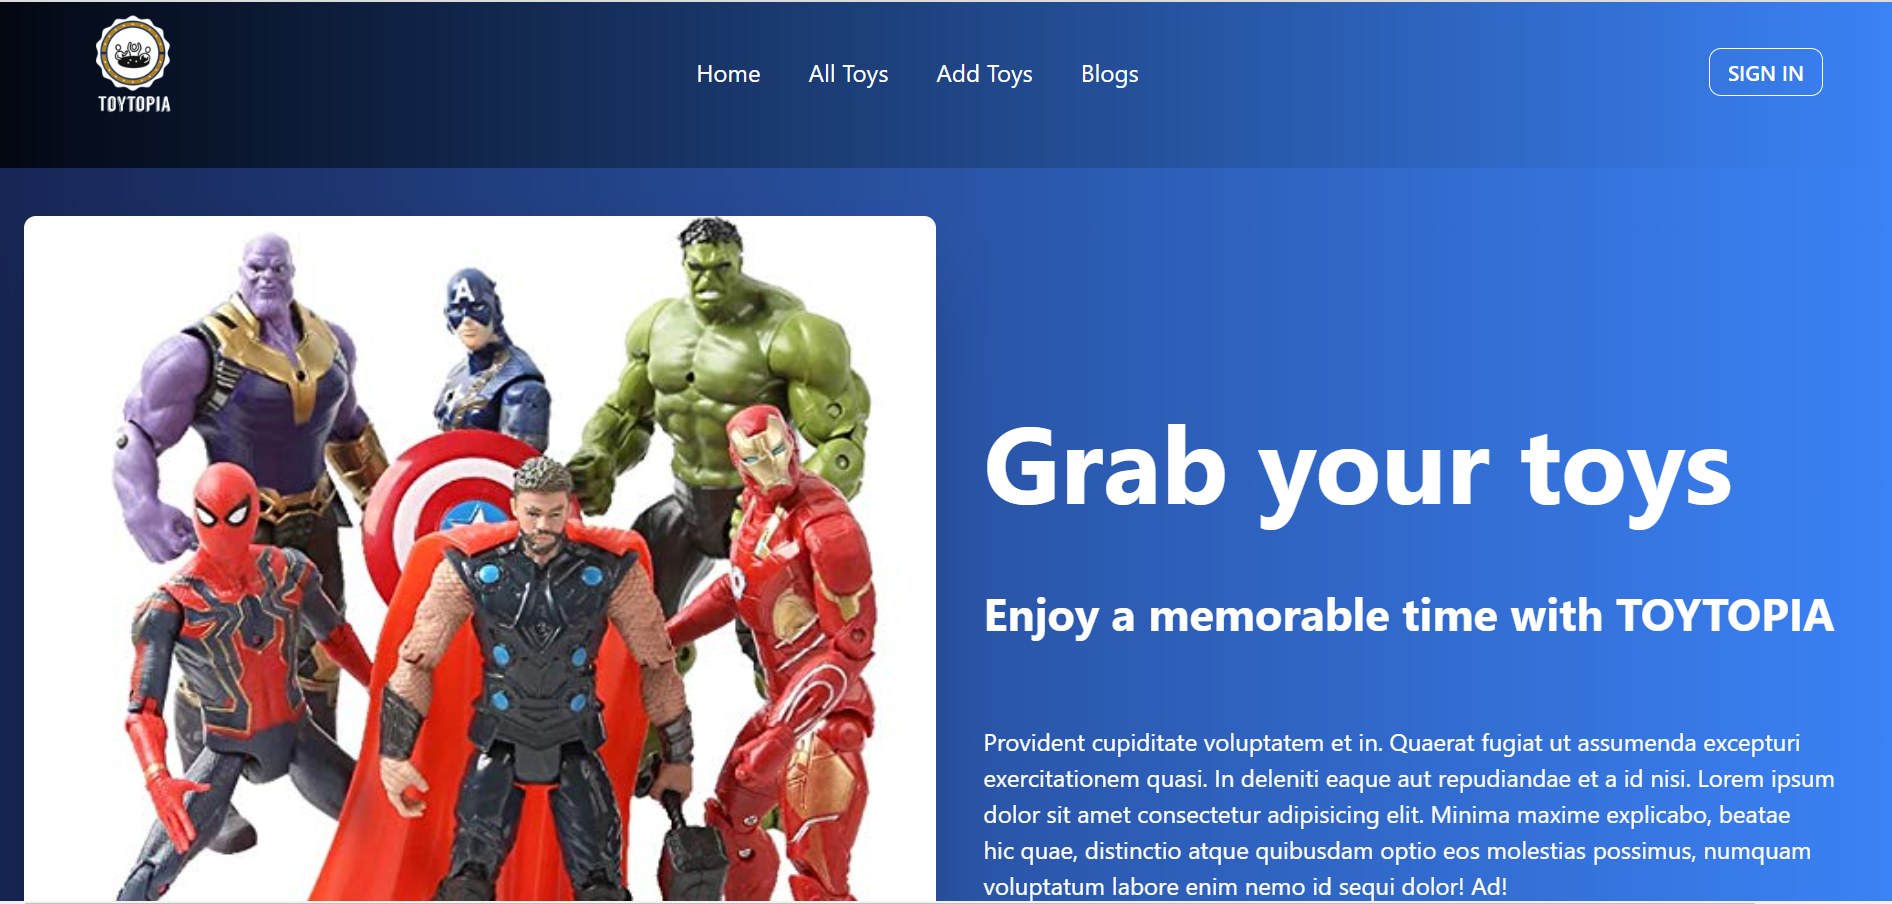 TOYTOPIA
Home
All Toys
Add Toys
Blogs
SIGN IN
A
Grab your toys
Enjoy a memorable time with TOYTOPIA
Provident cupiditate voluptatem et in. Quaerat fugiat ut assumenda excepturi
exercitationem quasi. In deleniti eaque aut repudiandae et a id nisi. Lorem ipsum
dolor sit amet consectetur adipisicing elit. Minima maxime explicabo, beatae
hic quae, distinctio atque quibusdam optio eos molestias possimus, numquam
voluptatum labore enim nemo id sequi dolor! Ad!